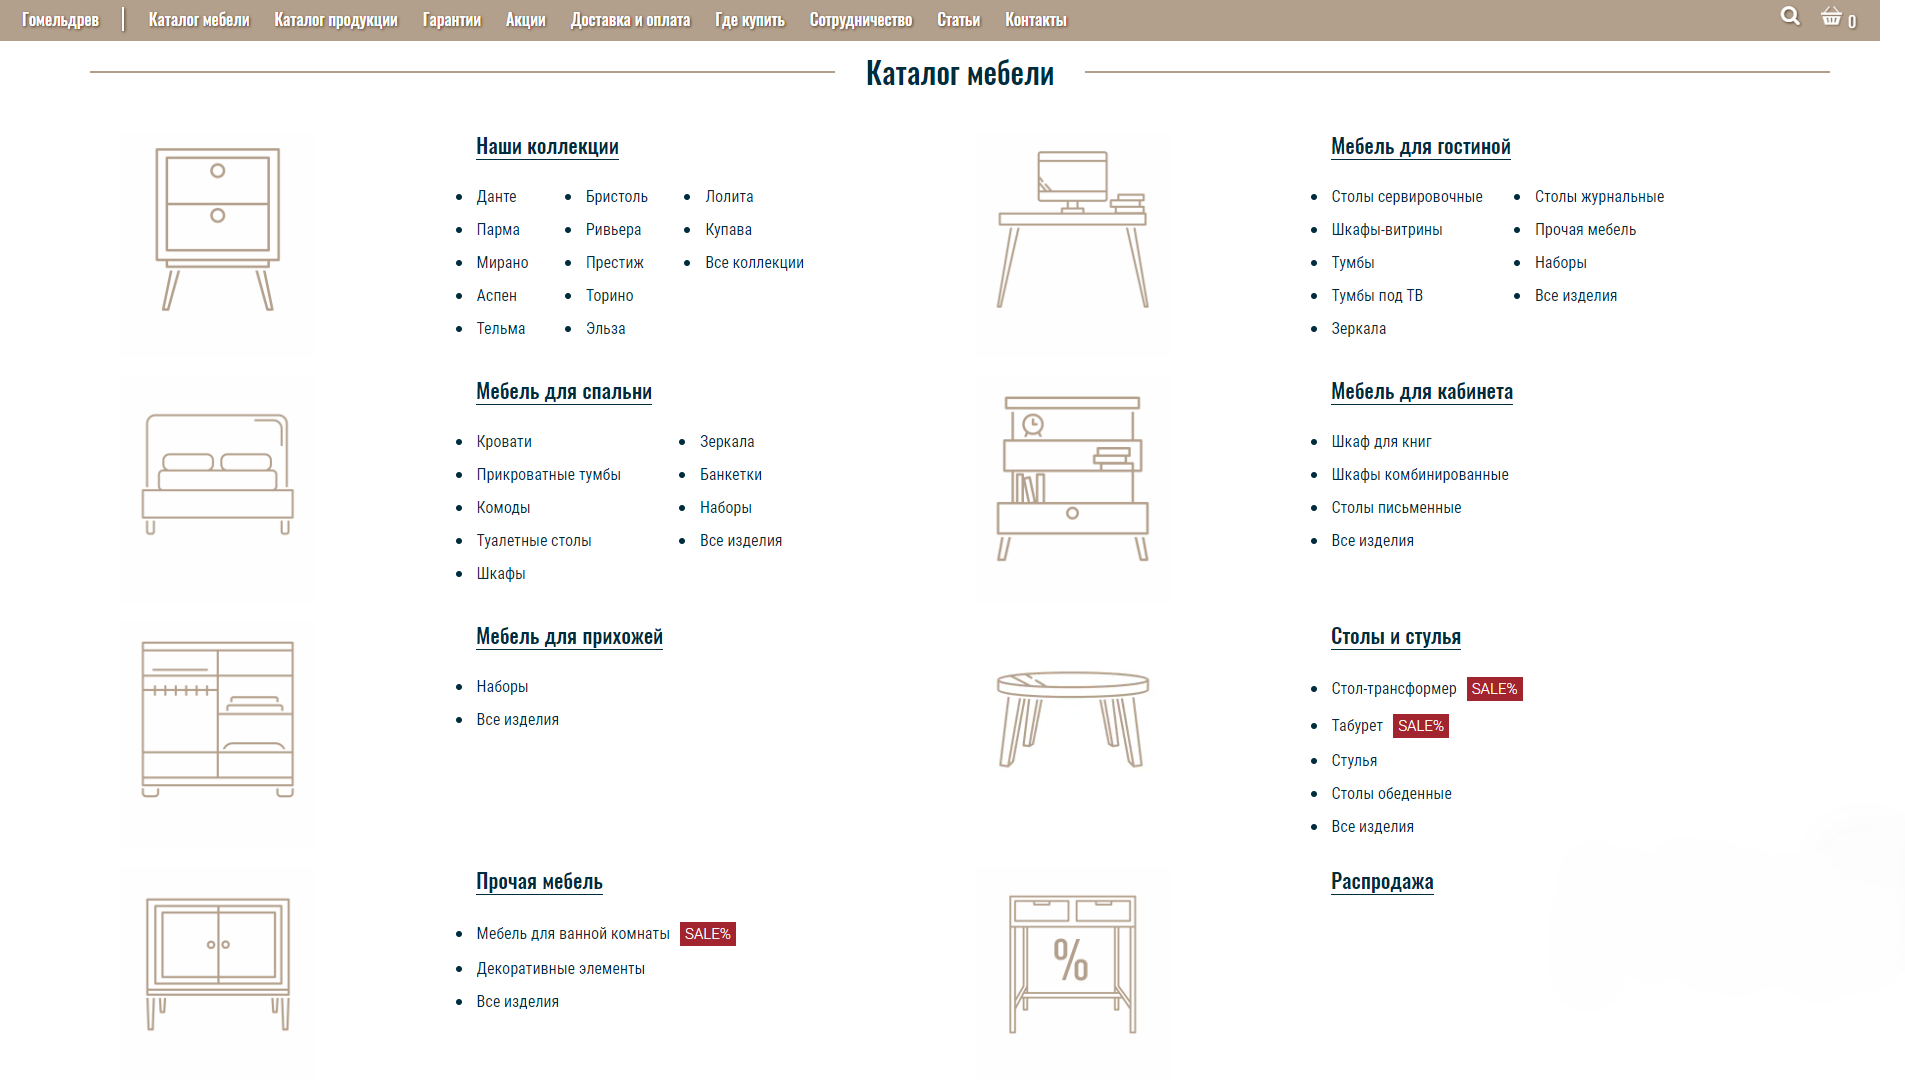 Гомельдрев Каталог мебели Каталог продукции Гарантии Акции Доставка и оплата Где купить Сотрудничество Статьи Контакты 0
Каталог мебели
Наши коллекции
Данте
Парма
Мирано
Аспен
Тельма
Бристоль
Ривьера
Престиж
Торино
Эльза
Лолита
Купава
Все коллекции
Мебель для гостиной
Столы сервировочные
Шкафы-витрины
Тумбы
Тумбы под ТВ
Зеркала
Столы журнальные
Прочая мебель
Наборы
Все изделия
Мебель для спальни
Кровати
Прикроватные тумбы
Комоды
Туалетные столы
Шкафы
Зеркала
Банкетки
Наборы
Все изделия
Мебель для кабинета
Шкаф для книг
Шкафы комбинированные
Столы письменные
Все изделия
Мебель для прихожей
Наборы
Все изделия
Столы и стулья
Стол-трансформер SALE%
Табурет SALE%
Стулья
Столы обеденные
Все изделия
Прочая мебель
Мебель для ванной комнаты SALE%
Декоративные элементы
Все изделия
%
Распродажа